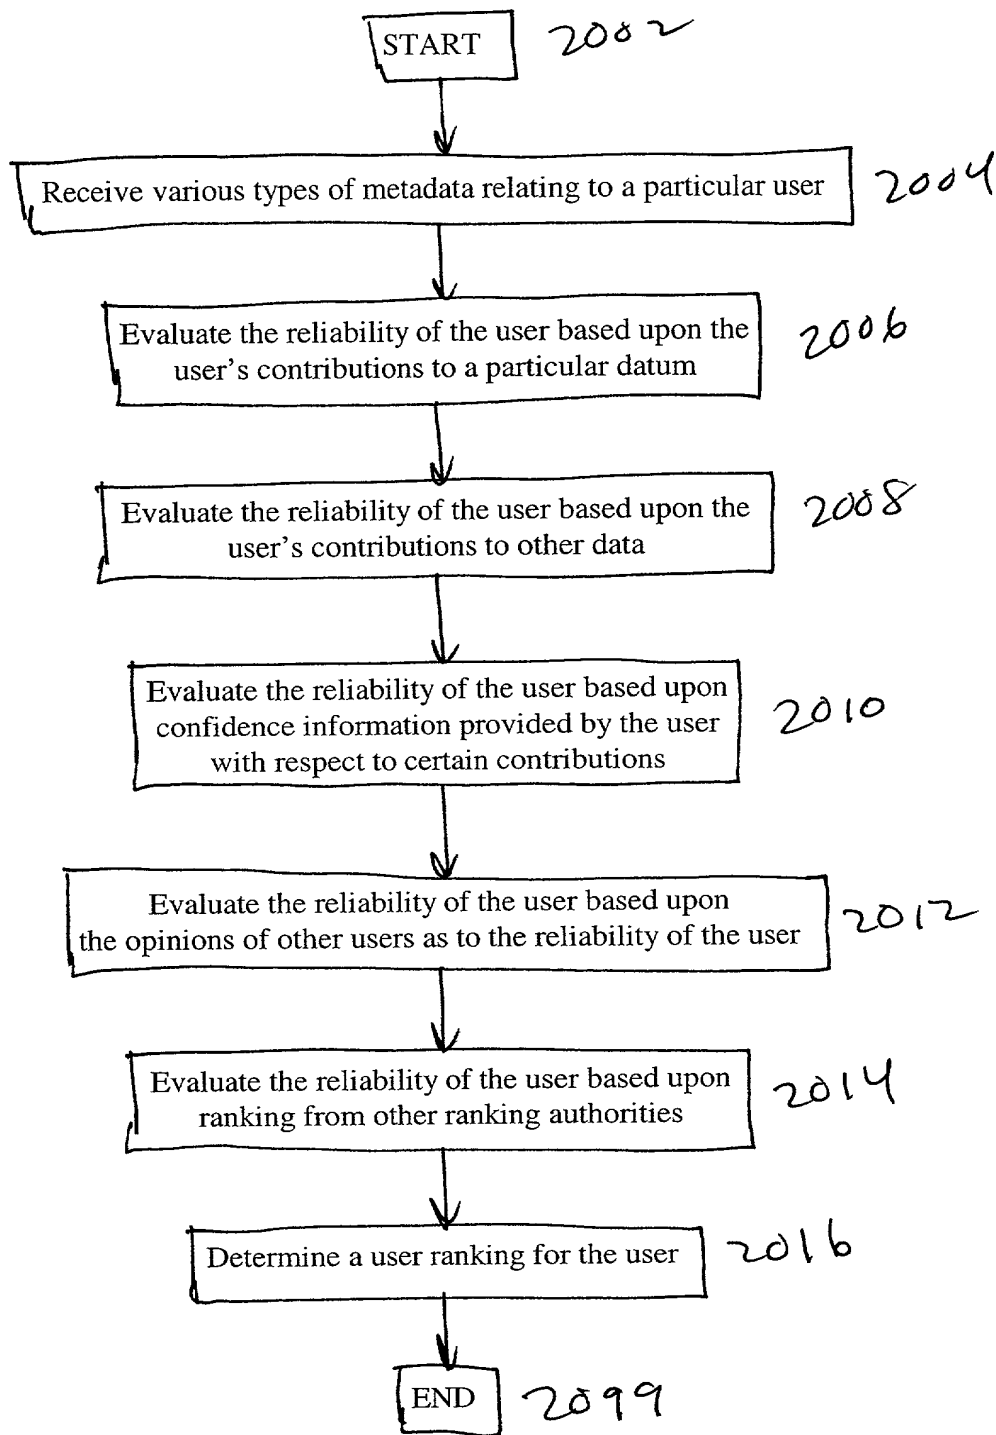 START 2002
Receive various types of metadata relating to a particular user 2004
Evaluate the reliability of the user based upon the
user's contributions to a particular datum 2006
Evaluate the reliability of the user based upon the
user's contributions to other data 2008
Evaluate the reliability of the user based upon
confidence information provided by the user
with respect to certain contributions 2010
Evaluate the reliability of the user based upon
the opinions of other users as to the reliability of the user 2012
Evaluate the reliability of the user based upon
ranking from other ranking authorities 2014
Determine a user ranking for the user 2016
END 2099